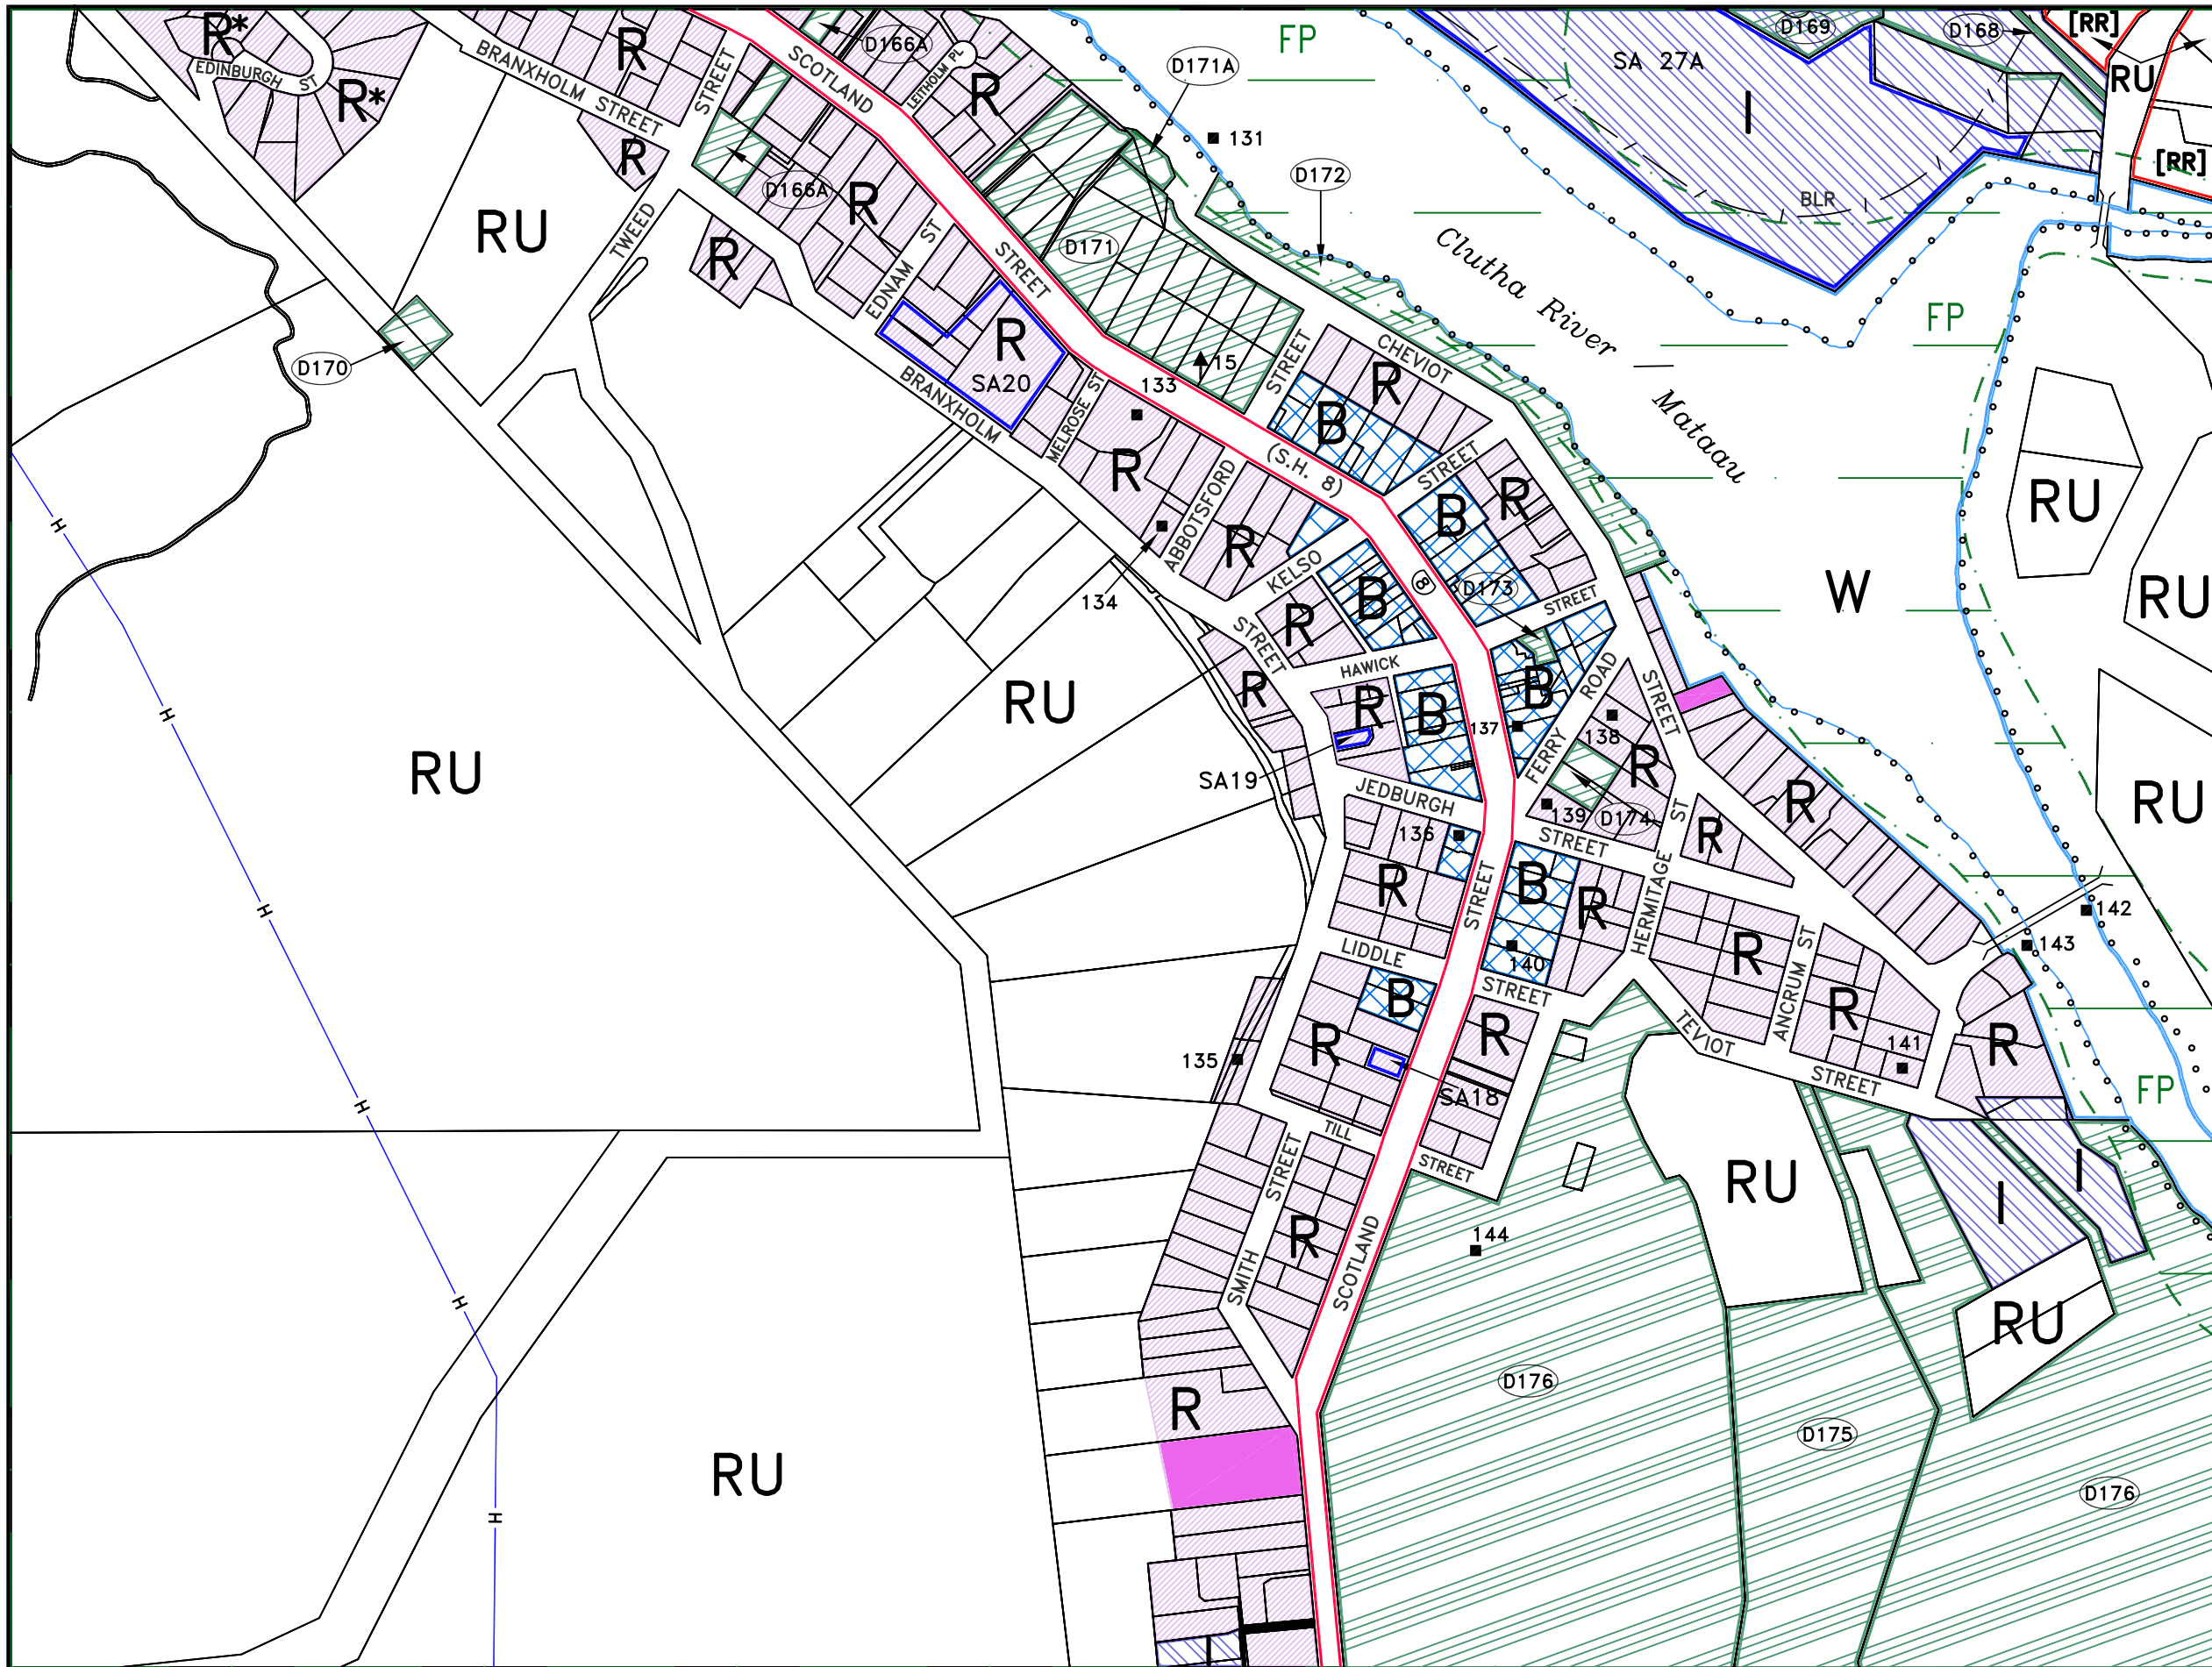 R*
EDINBURGH ST
R*
BRANXHOLM STREET
R
STREET
R
SCOTLAND
D166A
LEITHOLM PL
R
D171A
FP
131
D172
SA 27A
I
D169
D168
[RR]
RU
[RR]
BLR
RU
TWEED
D166A
R
R
EDNAM ST
STREET
D171
Clutha River
Mataau
FP
D170
R
SA20
BRANXHOLM
MELROSE ST
133
15
STREET
CHEVIOT
R
B
(S.H. 8)
STREET
R
ABBOTSFORD
R
134
KELSO
B
R
8
D173
STREET
W
RU
RU
H
STREET
R
B
HAWICK
R
R
B
137
B
ROAD
FERRY
STREET
138
R
RU
RU
H
SA19
JEDBURGH
136
139
D174
STREET
HERMITAGE ST
R
R
RU
H
R
STREET
B
R
LIDDLE
140
STREET
B
R
ANCRUM ST
R
142
143
R
R
TEVIOT
STREET
141
R
135
SA18
FP
H
TILL
STREET
STREET
RU
I
I
R
SMITH
SCOTLAND
144
H
RU
R
D176
D175
D176
RU
H